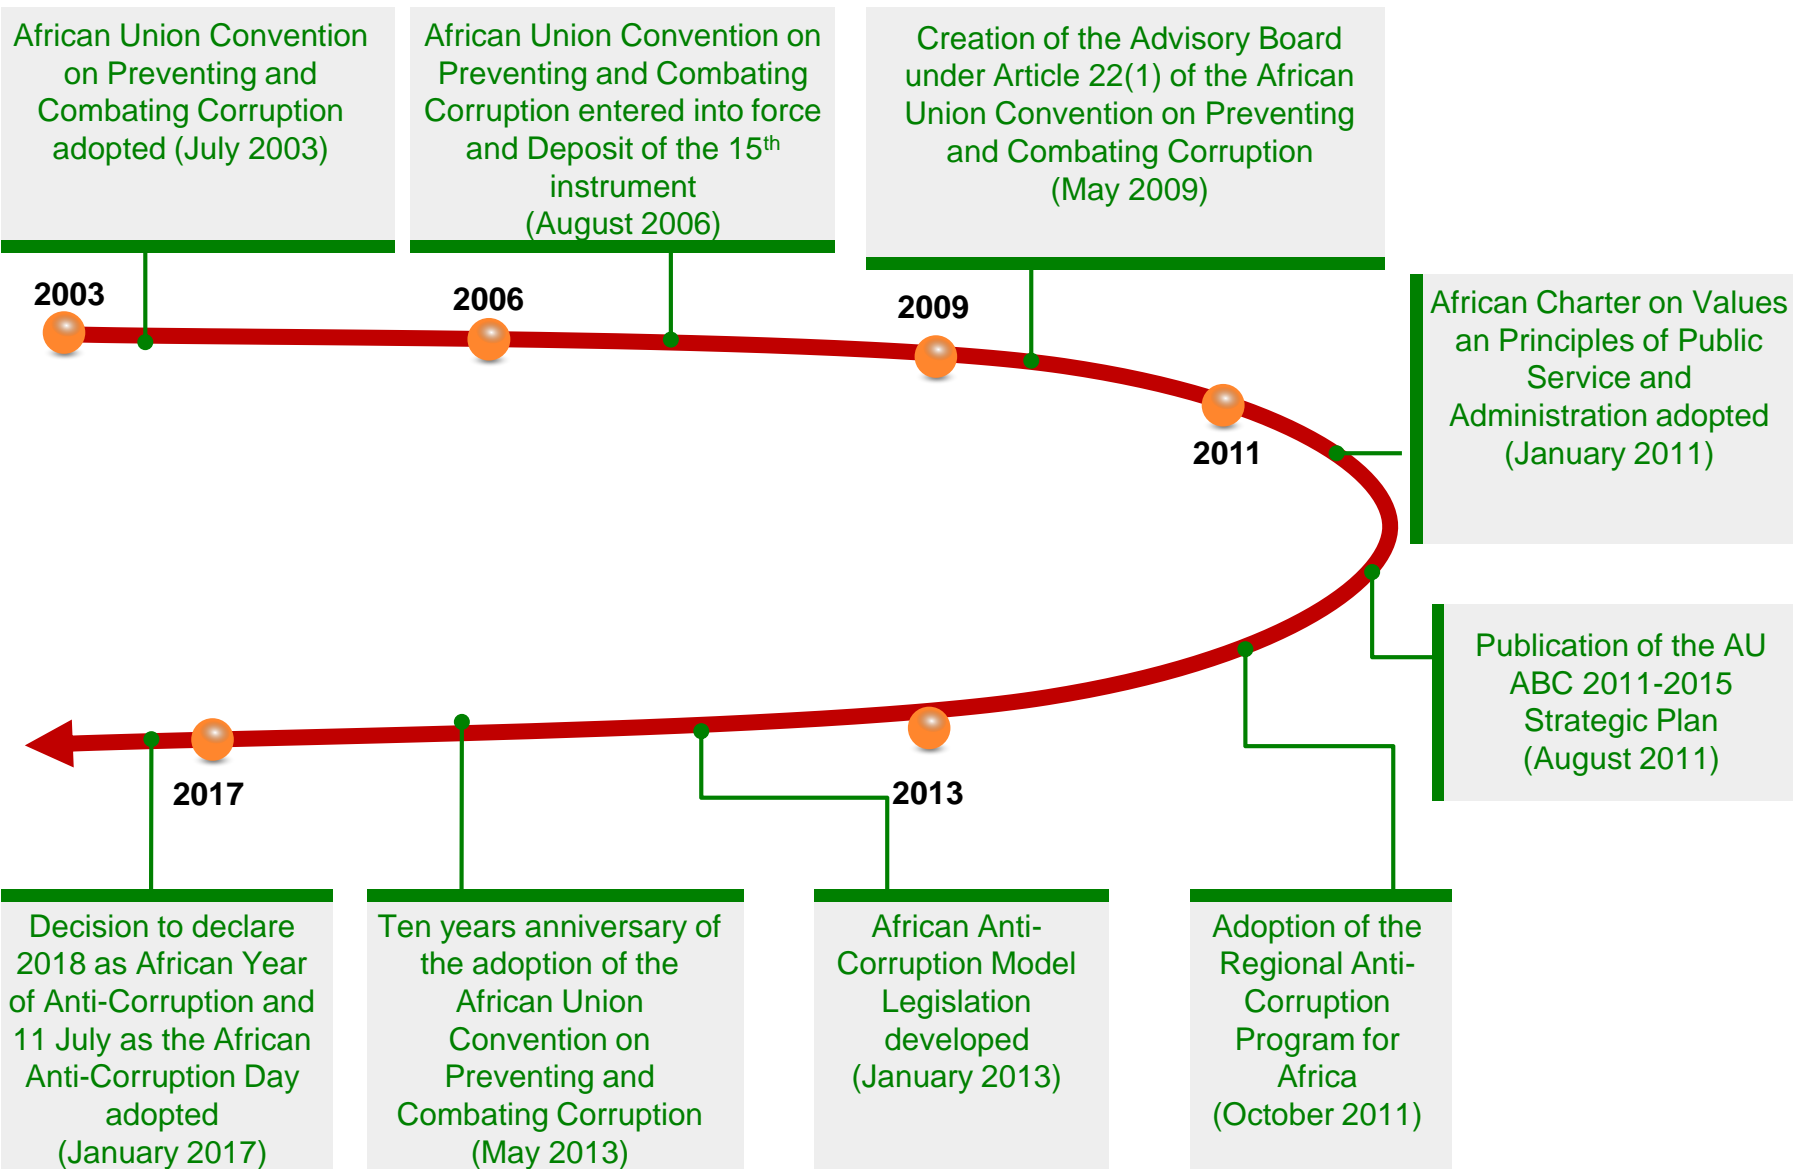 African Union Convention
on Preventing and
Combating Corruption
adopted (July 2003)
African Union Convention on
Preventing and Combating
Corruption entered into force
and Deposit of the 15th
instrument
(August 2006)
Creation of the Advisory Board
under Article 22(1) of the African
Union Convention on Preventing
and Combating Corruption
(May 2009)
2003
2006
2009
2011
African Charter on Values
an Principles of Public
Service and
Administration adopted
(January 2011)
Publication of the AU
ABC 2011-2015
Strategic Plan
(August 2011)
2017
2013
Decision to declare
2018 as African Year
of Anti-Corruption and
11 July as the African
Anti-Corruption Day
adopted
(January 2017)
Ten years anniversary of
the adoption of the
African Union
Convention on
Preventing and
Combating Corruption
(May 2013)
African Anti-
Corruption Model
Legislation
developed
(January 2013)
Adoption of the
Regional Anti-
Corruption
Program for
Africa
(October 2011)